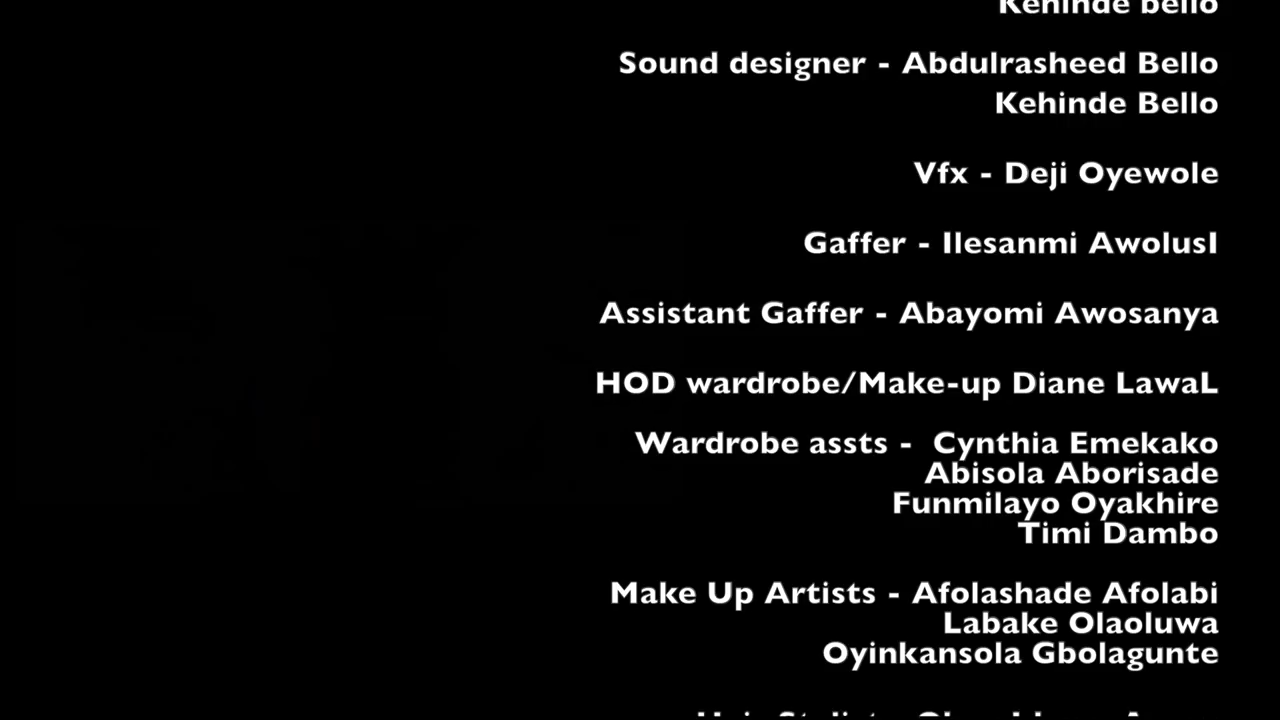 Kehinde bello
Sound designer - Abdulrasheed Bello
Kehinde Bello
Vfx - Deji Oyewole
Gaffer - Ilesanmi AwolusI
Assistant Gaffer - Abayomi Awosanya
HOD wardrobe/Make-up Diane LawaL
Wardrobe assts - Cynthia Emekako
Abisola Aborisade
Funmilayo Oyakhire
Timi Dambo
Make Up Artists - Afolashade Afolabi
Labake Olaoluwa
Oyinkansola Gbolagunte